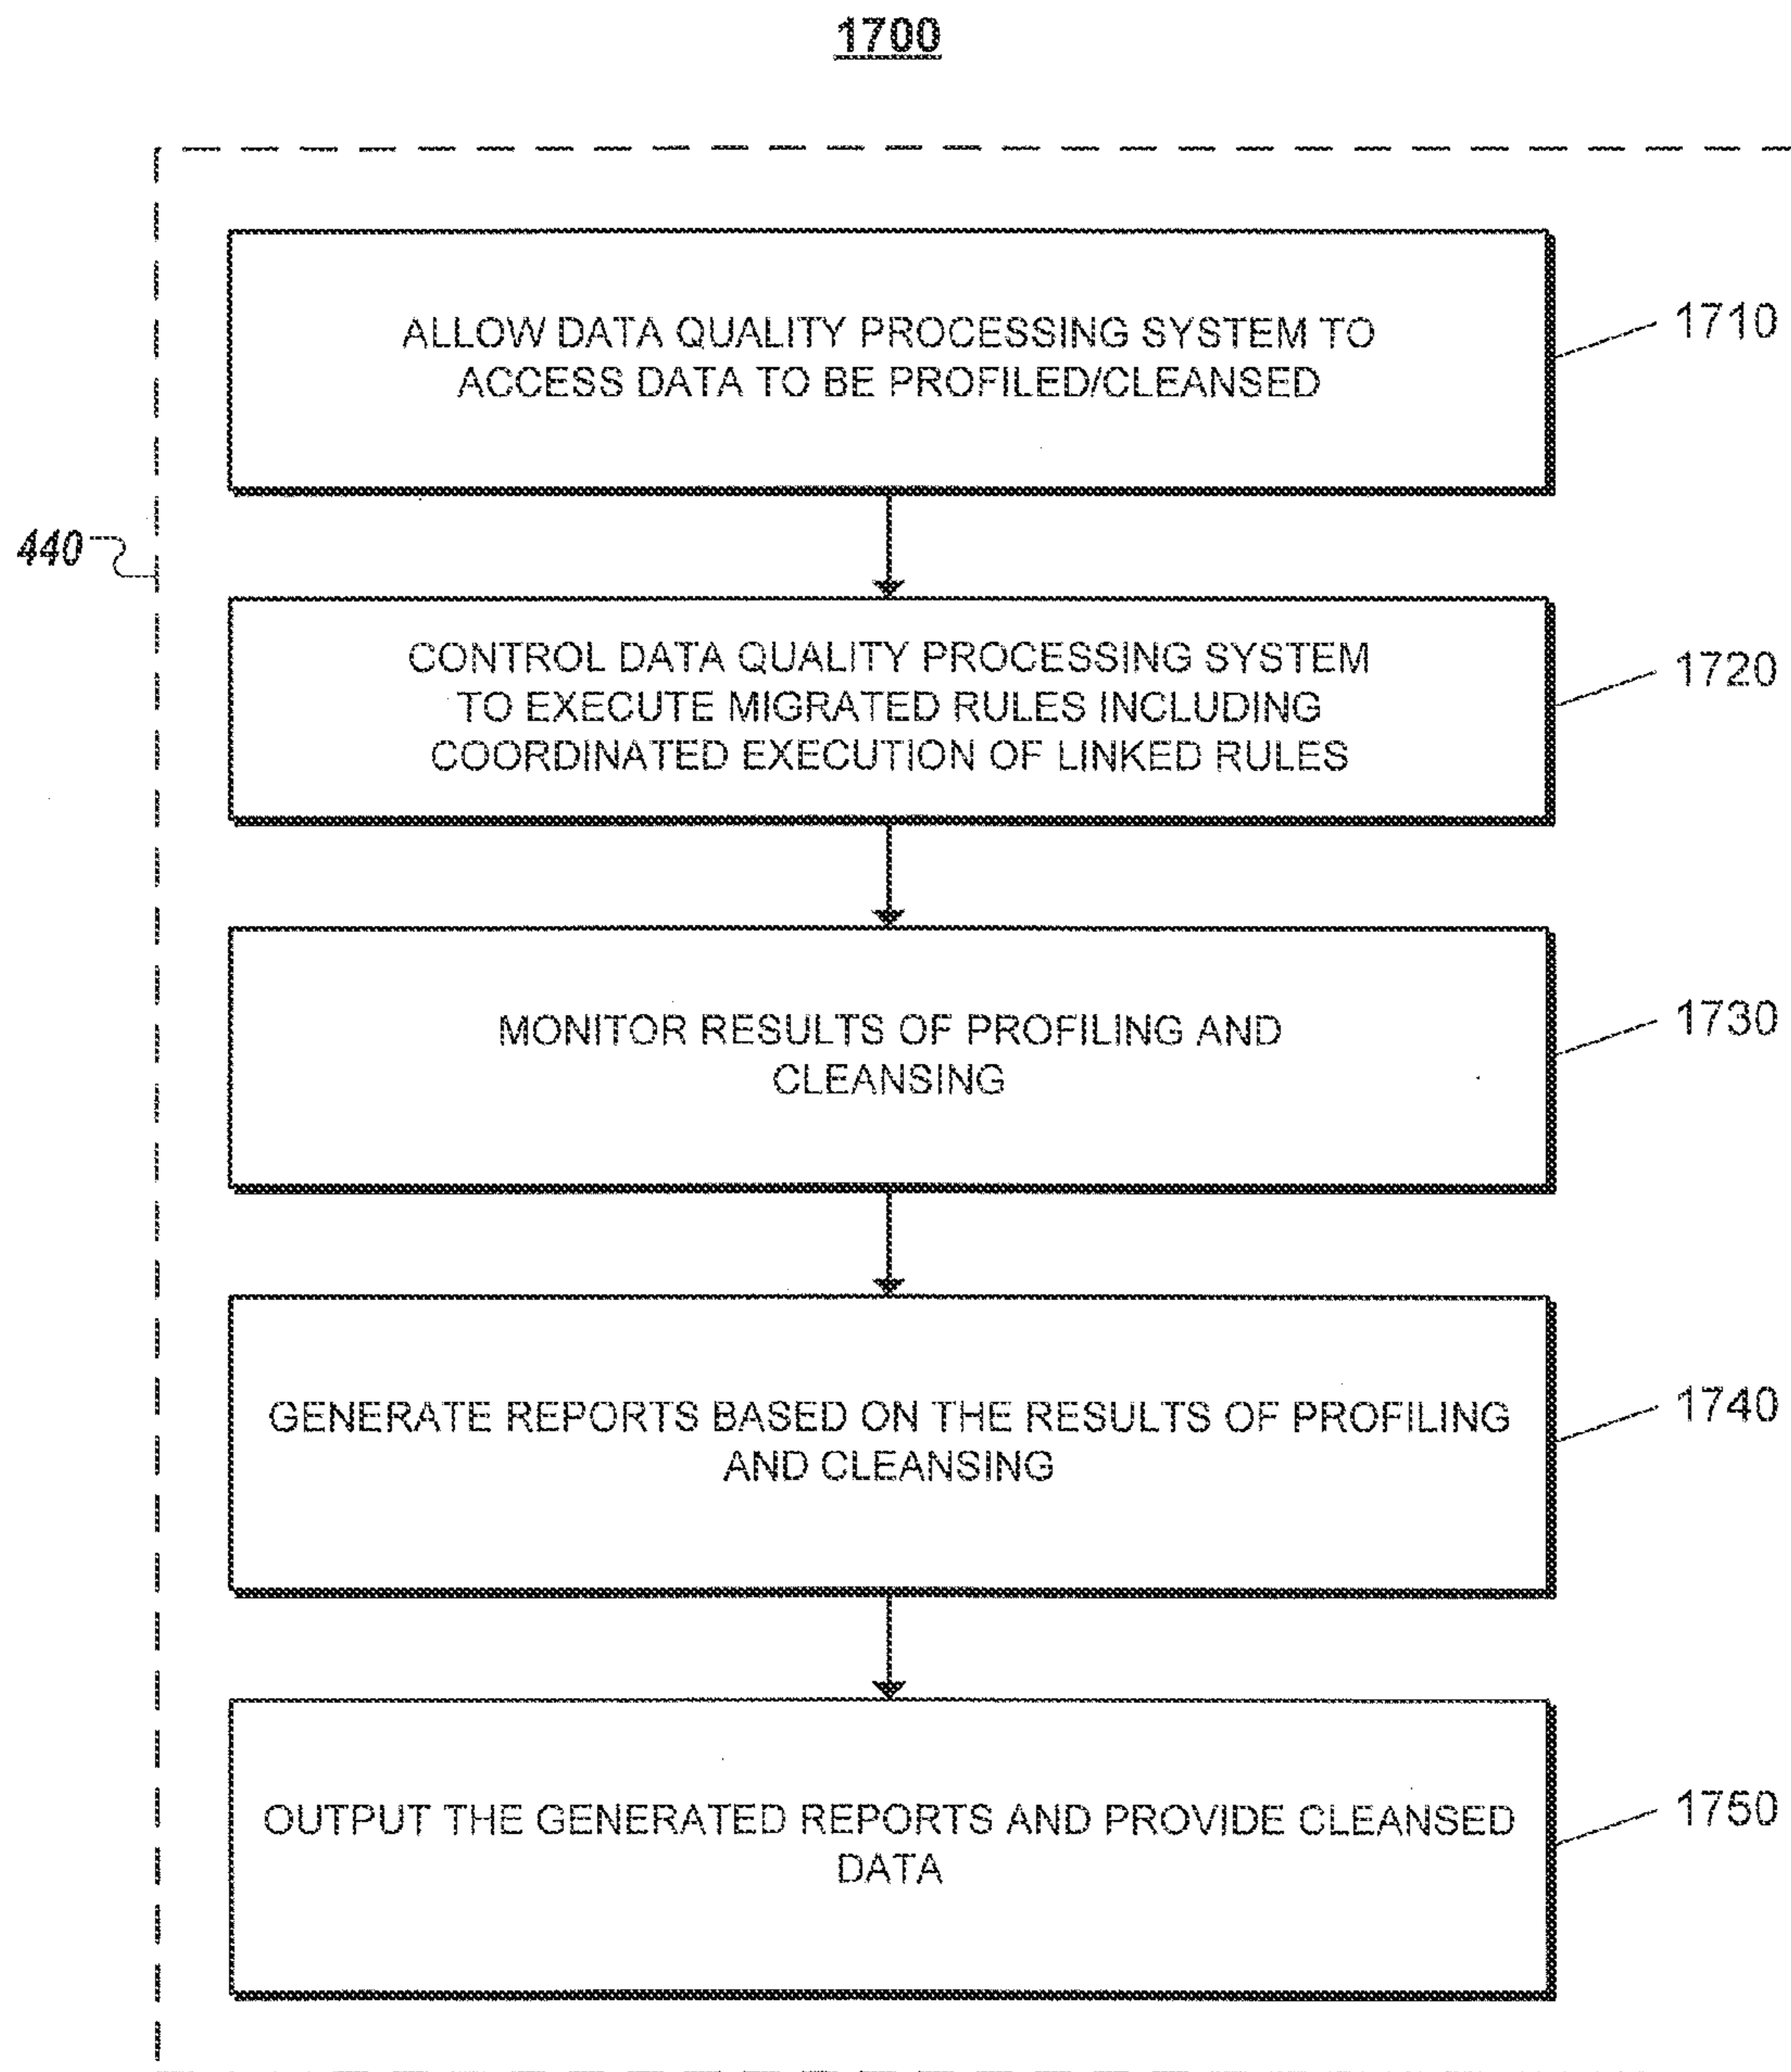 1700
ALLOW DATA QUALITY PROCESSING SYSTEM TO
ACCESS DATA TO BE PROFILED/CLEANSED
1710
440
CONTROL DATA QUALITY PROCESSING SYSTEM
TO EXECUTE MIGRATED RULES INCLUDING
COORDINATED EXECUTION OF LINKED RULES
1720
MONITOR RESULTS OF PROFILING AND
CLEANSING
1730
GENERATE REPORTS BASED ON THE RESULTS OF PROFILING
AND CLEANSING
1740
OUTPUT THE GENERATED REPORTS AND PROVIDE CLEANSED
DATA
1750